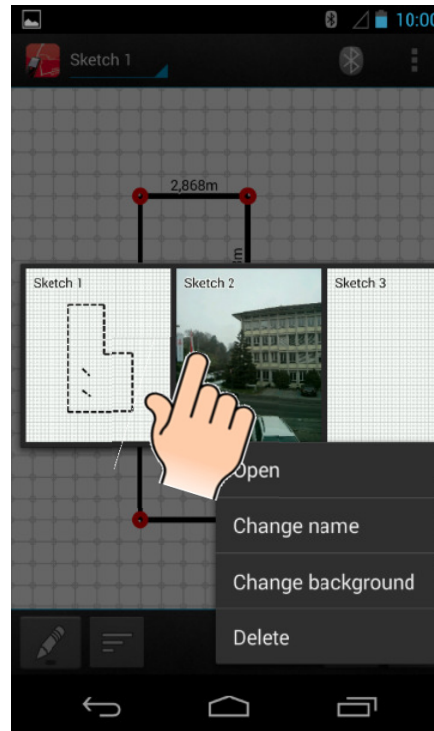 10:00
Sketch 1
2,868m
Sketch 1
Sketch 2
Sketch 3
Open
Change name
Change background
Delete